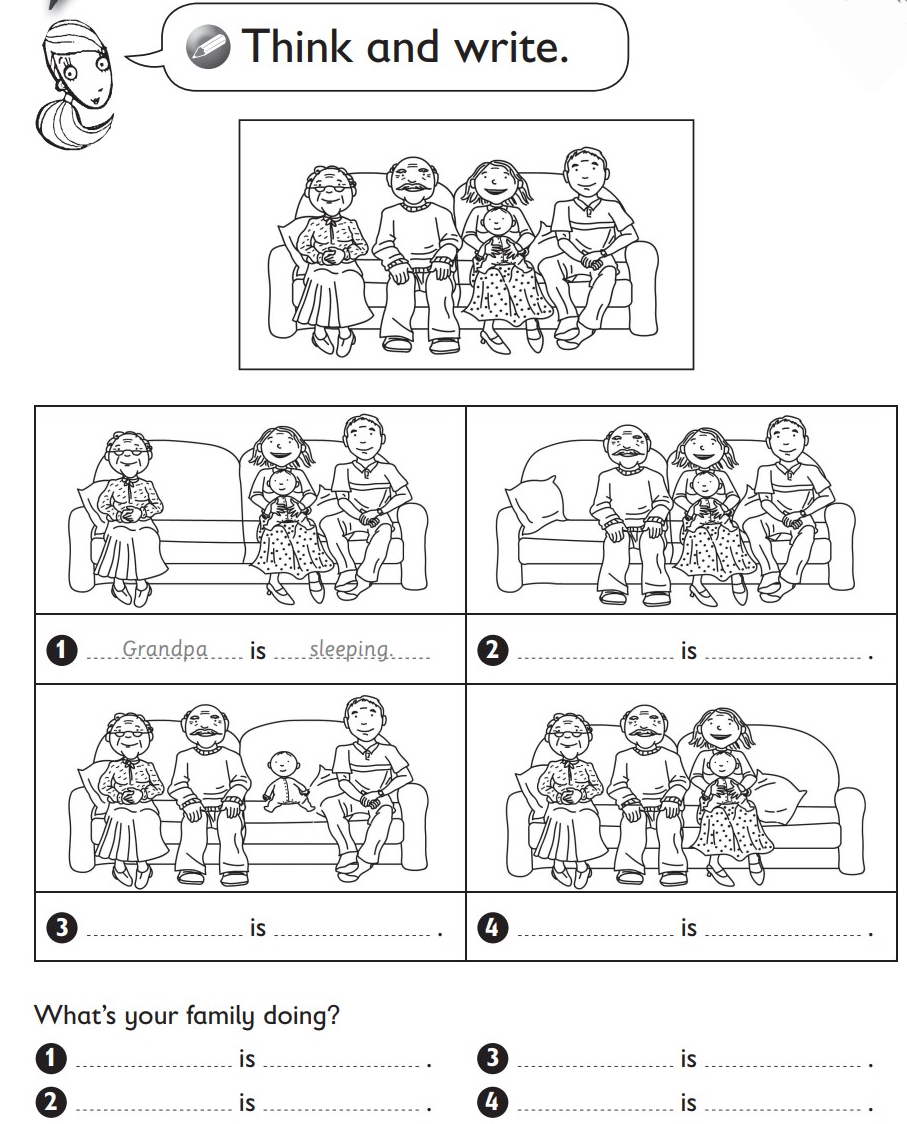 Think and write.
1 Grandpa is sleeping.
2 is .
3 is .
4 is .
What's your family doing?
1 is .
3 is .
2 is .
4 is .